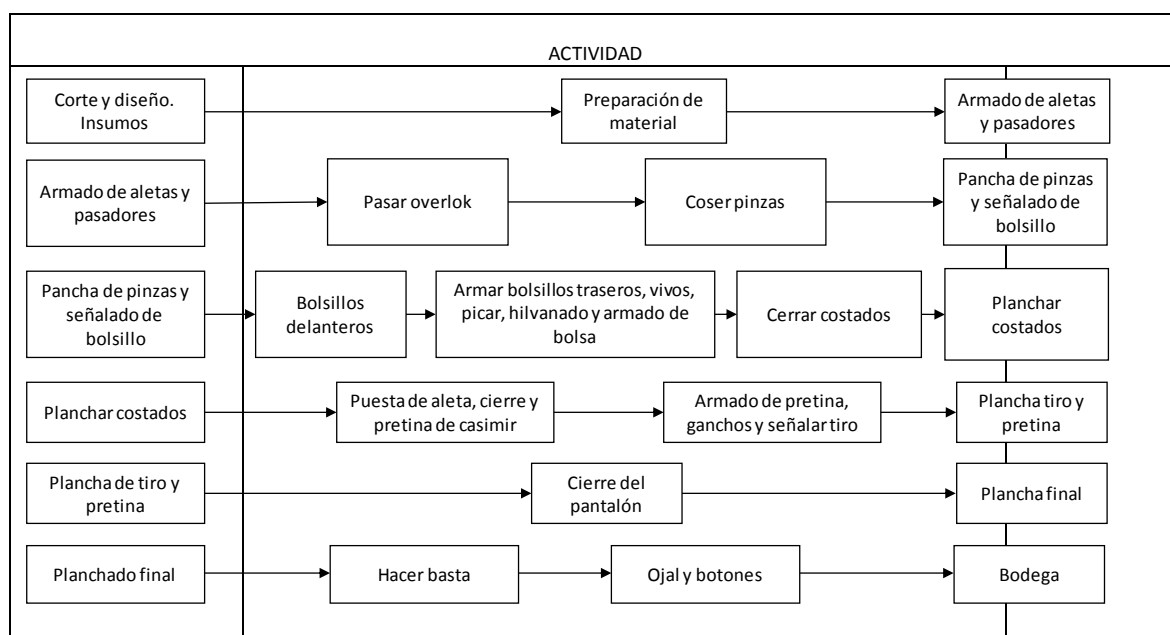 ACTIVIDAD
Corte y diseño.
Insumos
Preparación de
material
Armado de aletas
y pasadores
Armado de aletas y
pasadores
Pasar overlok
Coser pinzas
Pancha de pinzas
y señalado de
bolsillo
Pancha de pinzas y
señalado de
bolsillo
Bolsillos
delanteros
Armar bolsillos traseros, vivos,
picar, hilvanado y armado de
bolsa
Cerrar costados
Planchar
costados
Planchar costados
Puesta de aleta, cierre y
pretina de casimir
Armado de pretina,
ganchos y señalar tiro
Plancha tiro y
pretina
Plancha de tiro y
pretina
Cierre del
pantalón
Plancha final
Planchado final
Hacer basta
Ojal y botones
Bodega